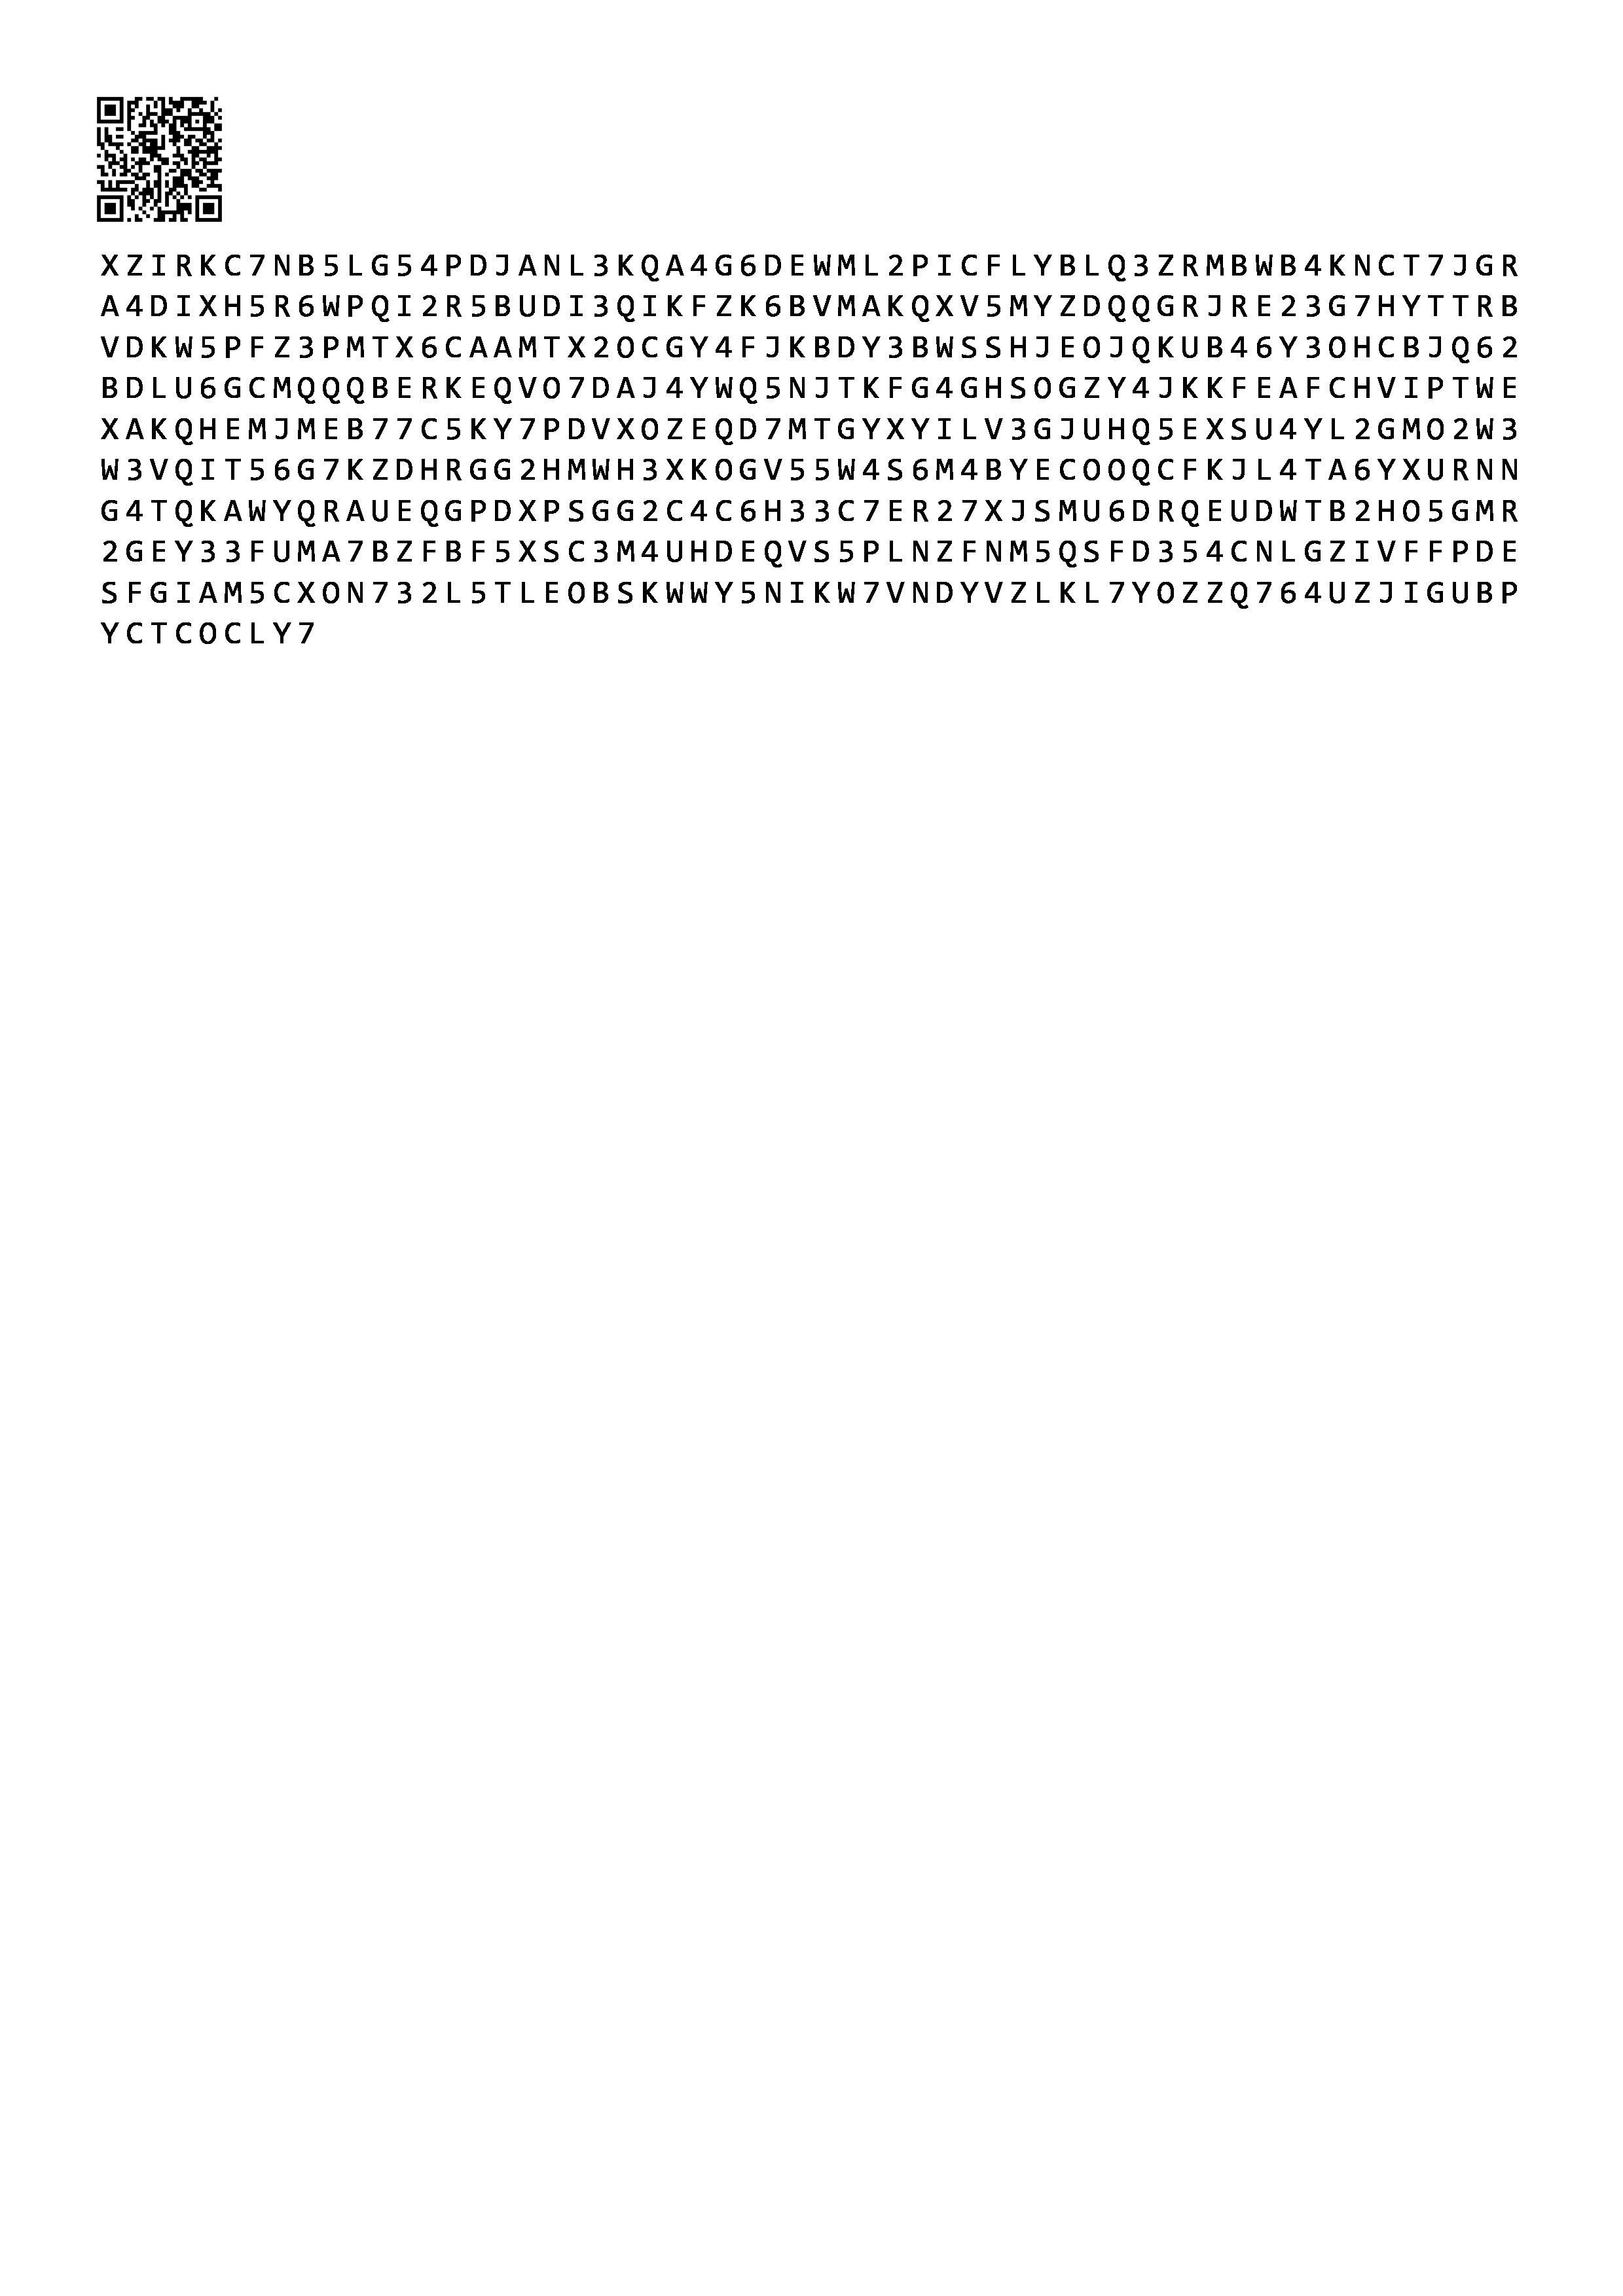 XZIRKC7NB5LG54PDJANL3KQA4G6DEWML2PICFLYBLQ3ZRMBWB4KNCT7JGR
A4DIXH5R6WPQI2R5BUDI3QIKFZK6BVMAKQXV5MYZDQQGRJRE23G7HYTTRB
VDKW5PFZ3PMTX6CAAMTX2OCGY4FJKBDY3BWSSHJEOJQKUB46Y3OHCBJQ62
BDLU6GCMQQQBERKEQVO7DAJ4YWQ5NJTKFG4GHSOGZY4JKKFEAFCHVIPTWE
XAKQHEMJMEB77C5KY7PDVXOZEQD7MTGYXYILV3GJUHQ5EXSU4YL2GMO2W3
W3VQIT56G7KZDHRGG2HMWH3XKOGV55W4S6M4BYECOOQCFKJL4TA6YXURNN
G4TQKAWYQRAUEQGPDXPSGG2C4C6H33C7ER27XJSMU6DRQEUDWTB2HO5GMR
2GEY33FUMA7BZFBF5XSC3M4UHDEQVS5PLNZFNM5QSFD354CNLGZIVFFPDE
SFGIAM5CXON732L5TLEOBSKWWY5NIKW7VNDYVZLKL7YOZZQ764UZJIGUBP
YCTCOCLY7